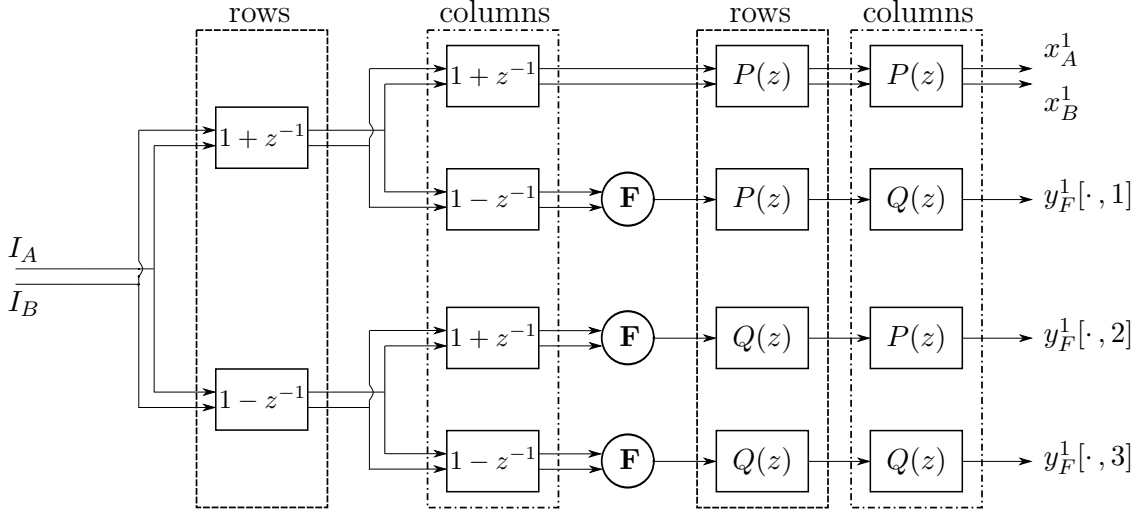 rows columns rows columns
1 + z⁻¹ P(z) P(z) x_A^1
x_B^1
1 + z⁻¹
1 − z⁻¹ F P(z) Q(z) y_F^1[· , 1]
I_A
I_B
1 + z⁻¹ F Q(z) P(z) y_F^1[· , 2]
1 − z⁻¹
1 − z⁻¹ F Q(z) Q(z) y_F^1[· , 3]